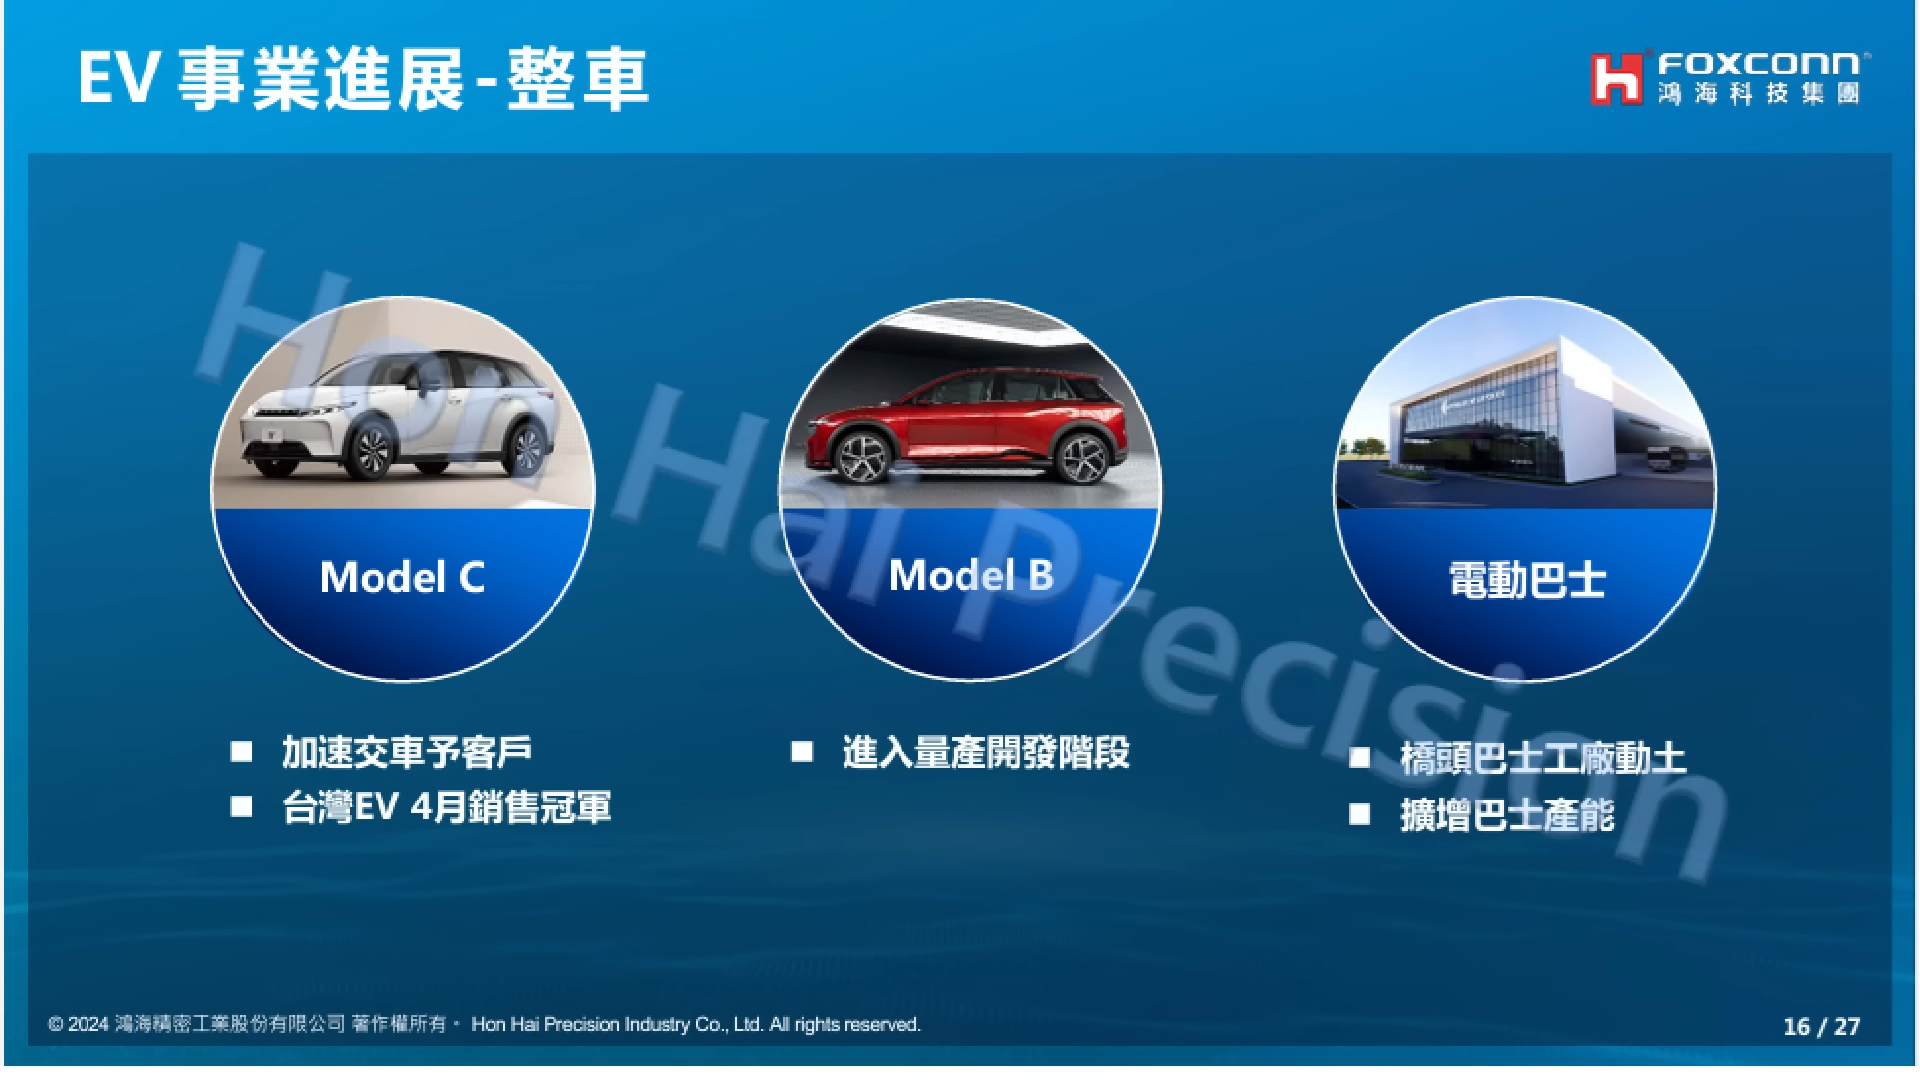 EV 事業進展-整車
FOXCONN
鴻海科技集團
Hon Hai Precision
Model C
加速交車予客戶
台灣EV 4月銷售冠軍
Model B
進入量產開發階段
電動巴士
橋頭巴士工廠動土
擴增巴士產能
© 2024 鴻海精密工業股份有限公司 著作權所有。 Hon Hai Precision Industry Co., Ltd. All rights reserved.
16 / 27